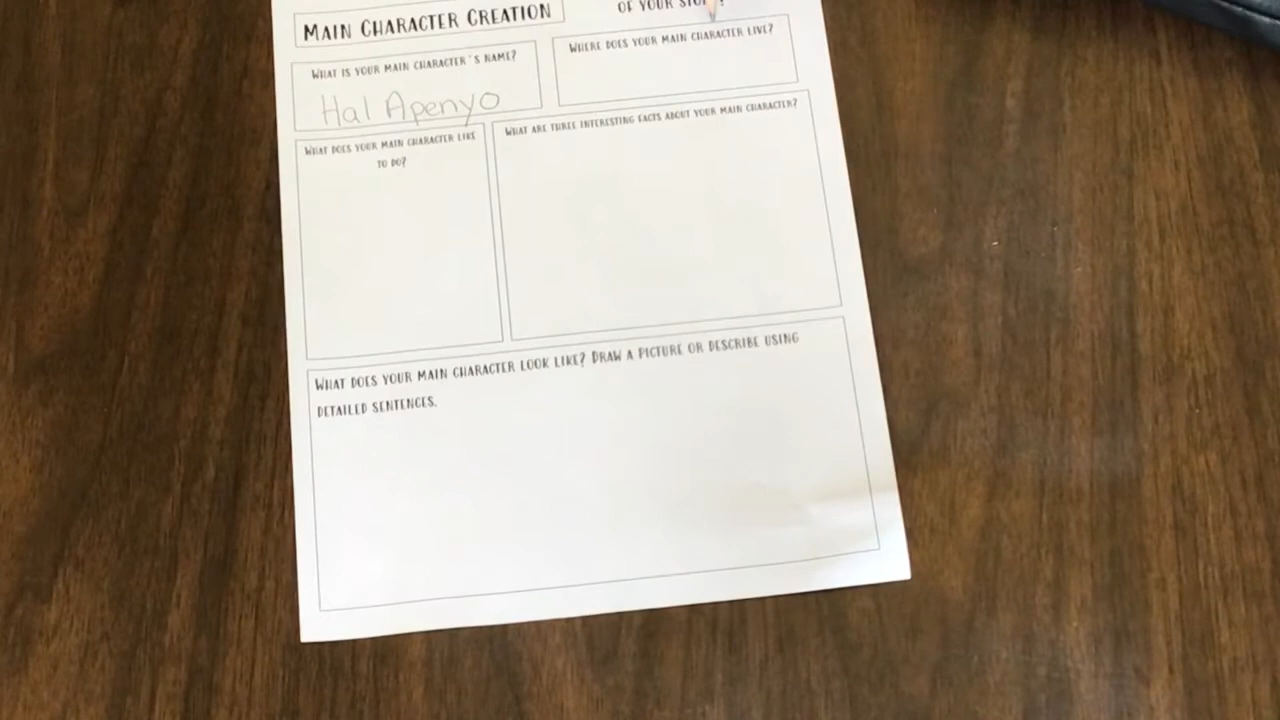 MAIN CHARACTER CREATION
OF YOUR
WHAT IS YOUR MAIN CHARACTER'S NAME?
Hal Apenyo
WHERE DOES YOUR MAIN CHARACTER LIVE?
WHAT DOES YOUR MAIN CHARACTER LIKE
TO DO?
WHAT ARE THREE INTERESTING FACTS ABOUT YOUR MAIN CHARACTER?
WHAT DOES YOUR MAIN CHARACTER LOOK LIKE? DRAW A PICTURE OR DESCRIBE USING
DETAILED SENTENCES.